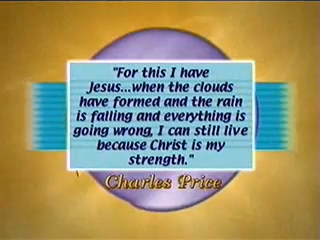 "For this I have
Jesus...when the clouds
have formed and the rain
is falling and everything is
going wrong, I can still live
because Christ is my
strength."
Charles Price